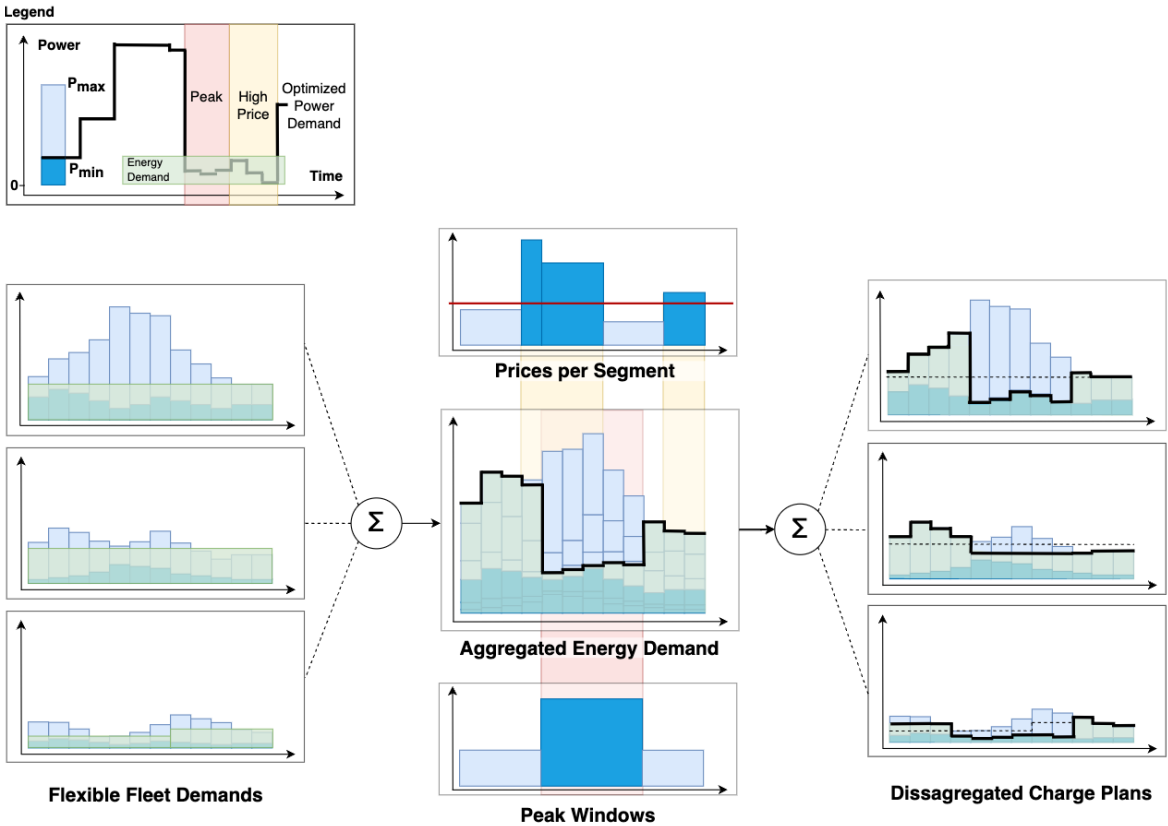 Legend
Power
Pmax
Peak
High
Price
Optimized
Power
Demand
Energy
Demand
Pmin
Time
0
Prices per Segment
Σ
Σ
Aggregated Energy Demand
Flexible Fleet Demands
Peak Windows
Dissagregated Charge Plans